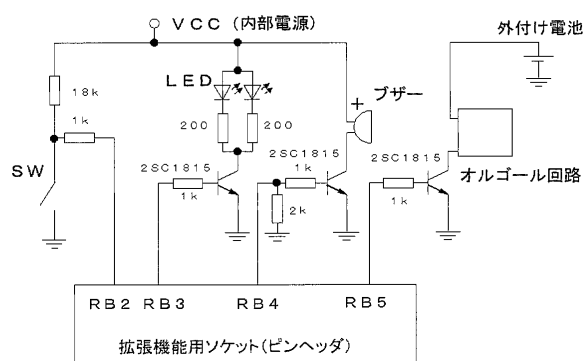 VCC (内部電源)
外付け電池
LED
+
ブザー
18k
1k
200
200
2SC1815
2SC1815
2SC1815
SW
オルゴール回路
1k
1k
1k
2k
RB2
RB3
RB4
RB5
拡張機能用ソケット(ピンヘッダ)